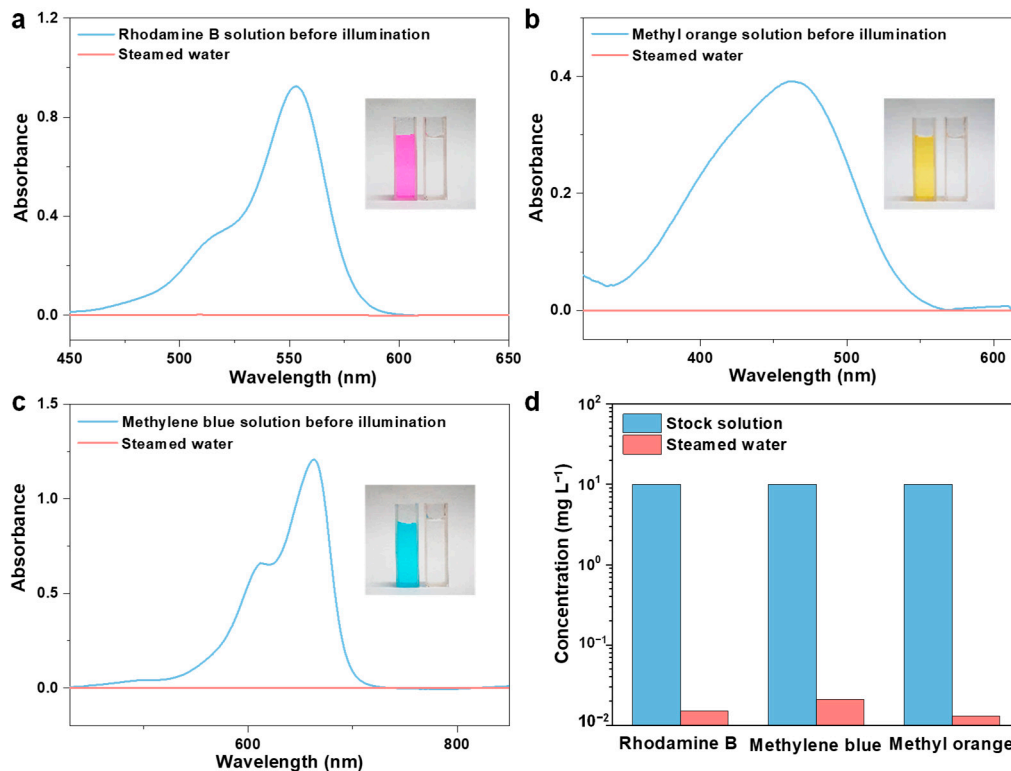 a
1.2
Rhodamine B solution before illumination
Steamed water
0.8
Absorbance
0.4
0.0
450 500 550 600 650
Wavelength (nm)
b
Methyl orange solution before illumination
Steamed water
0.4
Absorbance
0.2
0.0
400 500 600
Wavelength (nm)
c
1.5
Methylene blue solution before illumination
Steamed water
1.0
Absorbance
0.5
0.0
600 800
Wavelength (nm)
d
10²
Stock solution
Steamed water
10¹
Concentration (mg L⁻¹)
10⁰
10⁻¹
10⁻²
Rhodamine B Methylene blue Methyl orange